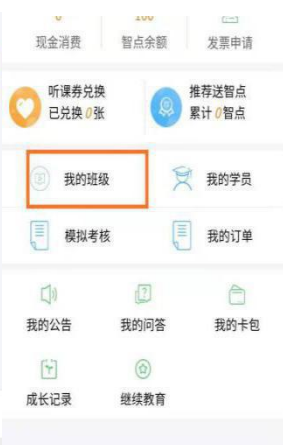 0 100
现金消费 智点余额 发票申请
听课券兑换 推荐送智点
已兑换 0张 累计 0智点
我的班级 我的学员
模拟考核 我的订单
我的公告 我的问答 我的卡包
成长记录 继续教育